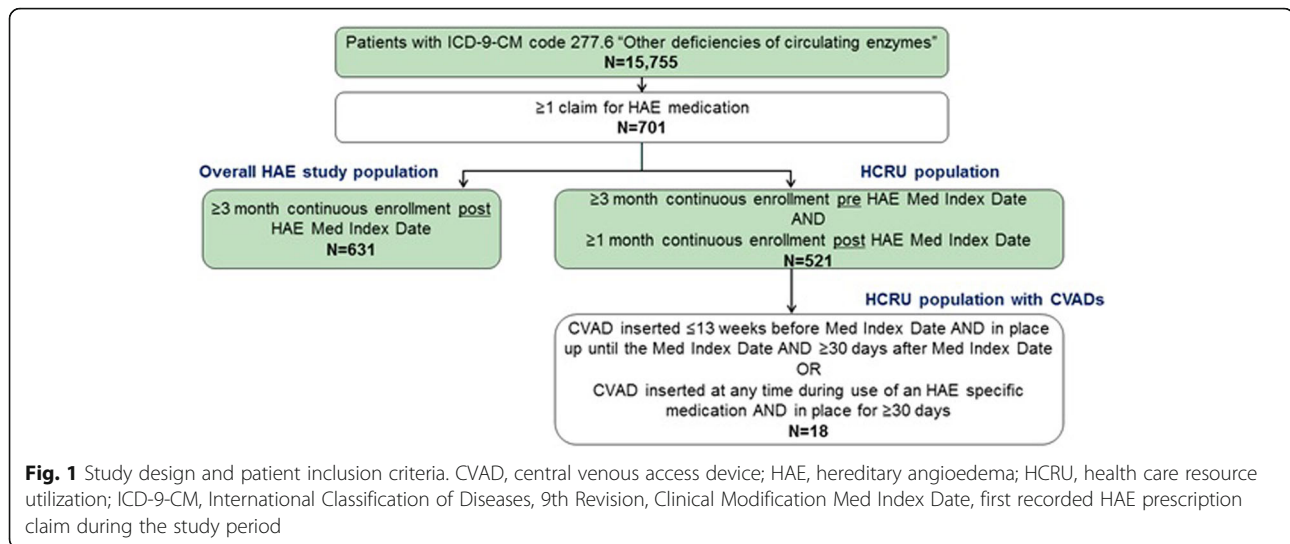 Patients with ICD-9-CM code 277.6 “Other deficiencies of circulating enzymes”
N=15,755
≥1 claim for HAE medication
N=701
Overall HAE study population
≥3 month continuous enrollment post
HAE Med Index Date
N=631
HCRU population
≥3 month continuous enrollment pre HAE Med Index Date
AND
≥1 month continuous enrollment post HAE Med Index Date
N=521
HCRU population with CVADs
CVAD inserted ≤13 weeks before Med Index Date AND in place
up until the Med Index Date AND ≥30 days after Med Index Date
OR
CVAD inserted at any time during use of an HAE specific
medication AND in place for ≥30 days
N=18
Fig. 1 Study design and patient inclusion criteria. CVAD, central venous access device; HAE, hereditary angioedema; HCRU, health care resource
utilization; ICD-9-CM, International Classification of Diseases, 9th Revision, Clinical Modification Med Index Date, first recorded HAE prescription
claim during the study period